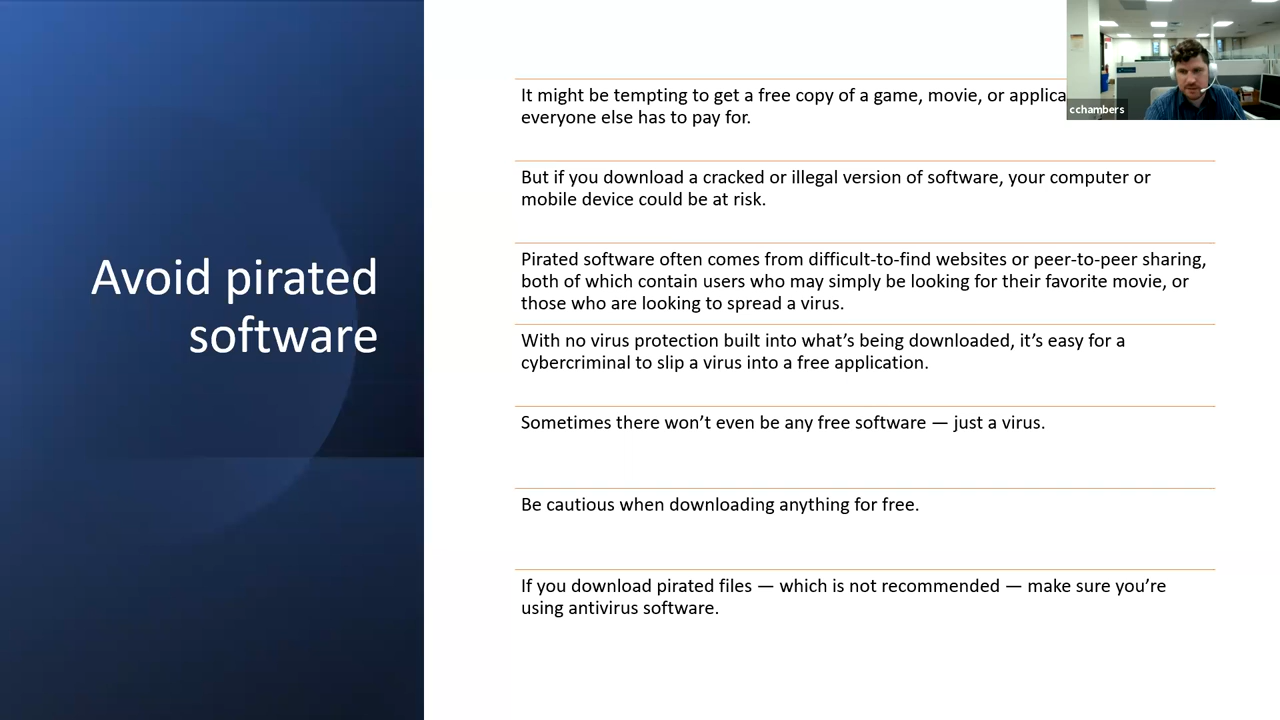 Avoid pirated
software
It might be tempting to get a free copy of a game, movie, or
everyone else has to pay for.
But if you download a cracked or illegal version of software, your computer or
mobile device could be at risk.
Pirated software often comes from difficult-to-find websites or peer-to-peer sharing,
both of which contain users who may simply be looking for their favorite movie, or
those who are looking to spread a virus.
With no virus protection built into what’s being downloaded, it’s easy for a
cybercriminal to slip a virus into a free application.
Sometimes there won’t even be any free software — just a virus.
Be cautious when downloading anything for free.
If you download pirated files — which is not recommended — make sure you’re
using antivirus software.
cchambers